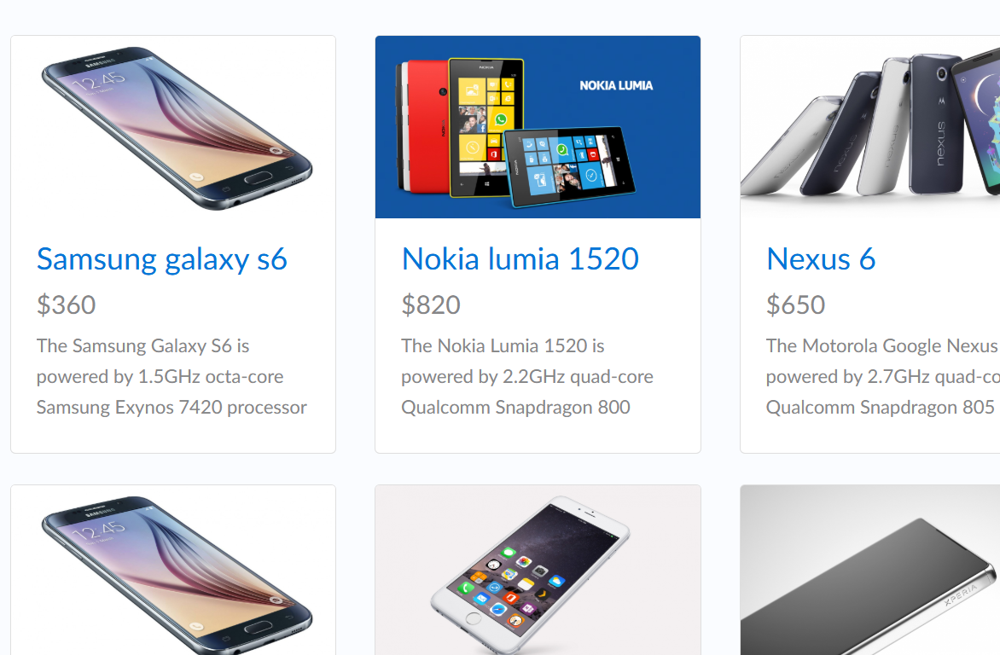 SAMSUNG
12:45
NOKIA
NOKIA LUMIA
nexus
Samsung galaxy s6
$360
The Samsung Galaxy S6 is
powered by 1.5GHz octa-core
Samsung Exynos 7420 processor
Nokia lumia 1520
$820
The Nokia Lumia 1520 is
powered by 2.2GHz quad-core
Qualcomm Snapdragon 800
Nexus 6
$650
The Motorola Google Nexus
powered by 2.7GHz quad-co
Qualcomm Snapdragon 805
SAMSUNG
12:45
XPERIA